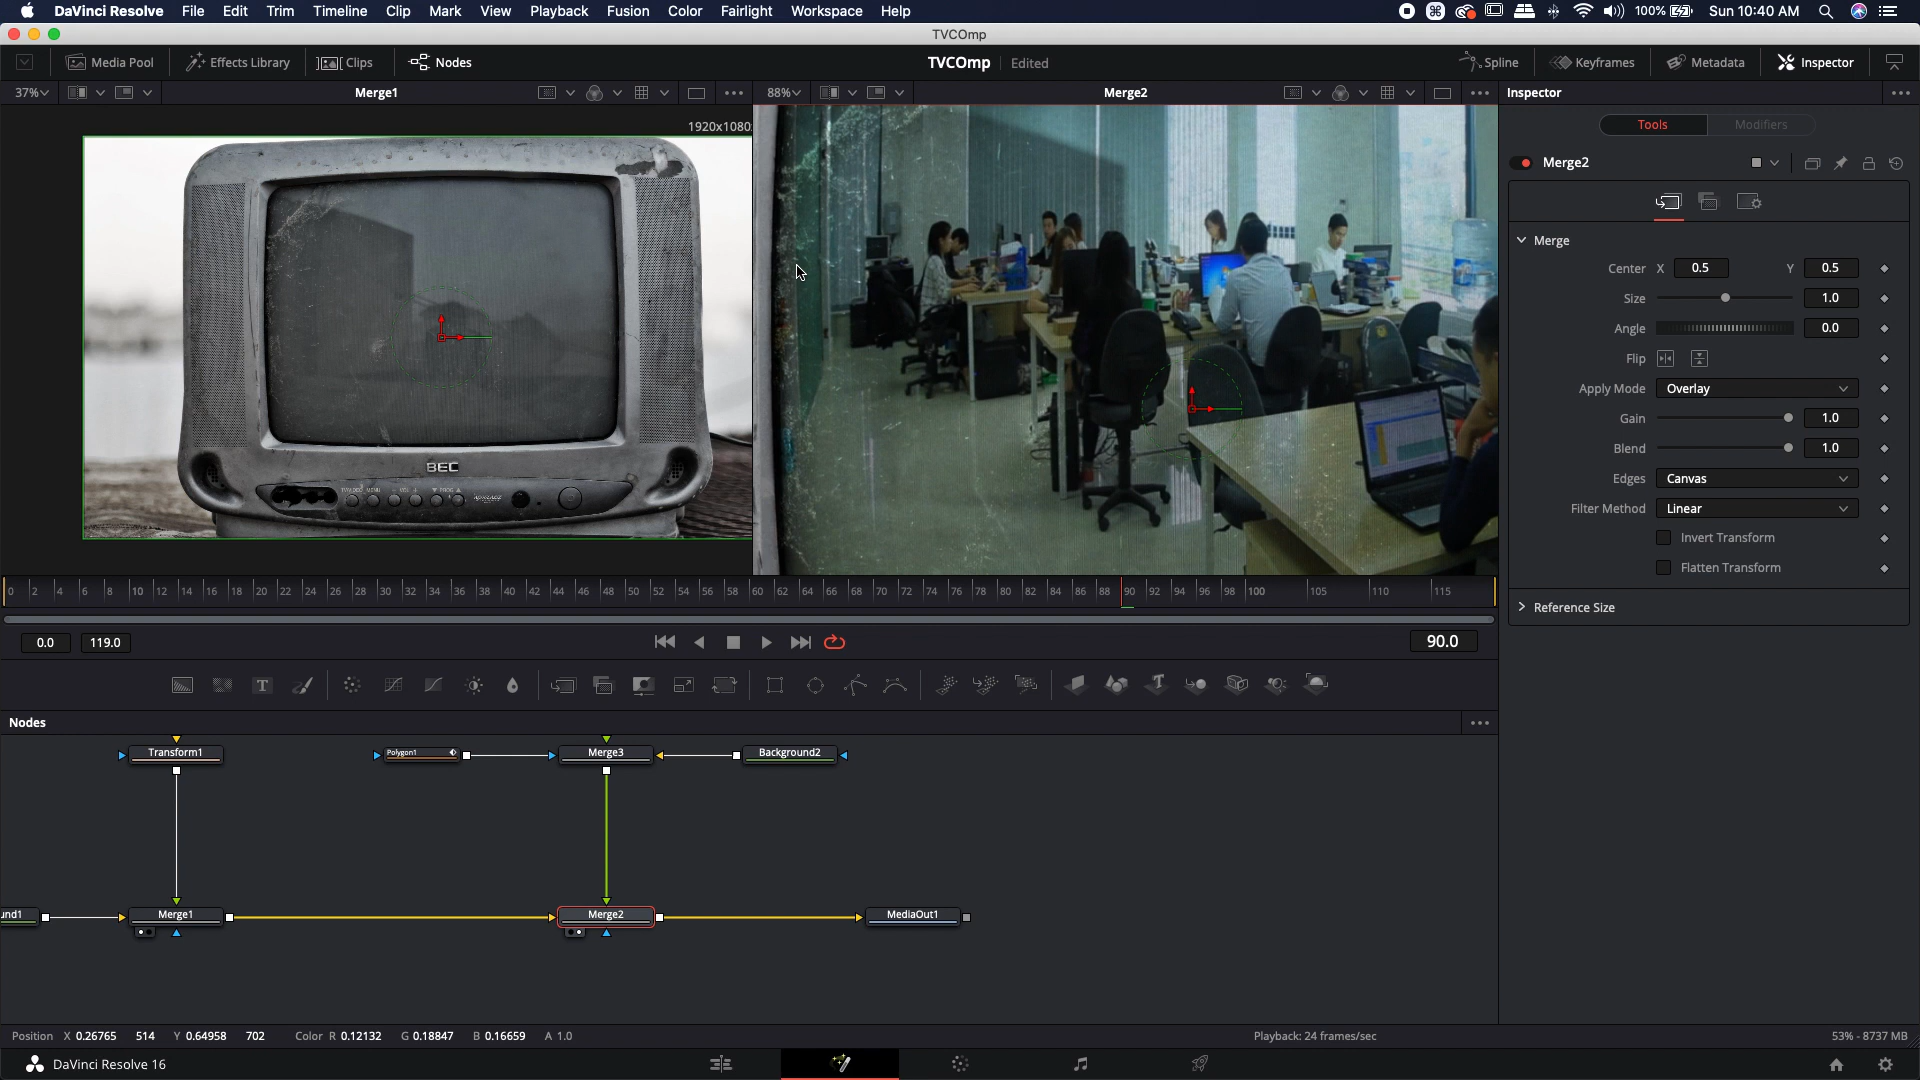 DaVinci Resolve File Edit Trim Timeline Clip Mark View Playback Fusion Color Fairlight Workspace Help 100% Sun 10:40 AM
TVCOmp
Media Pool Effects Library Clips Nodes TVCOmp Edited Spline Keyframes Metadata Inspector
37% Merge1 88% Merge2 Inspector
1920x1080
Tools Modifiers
Merge2
Merge
Center X 0.5 Y 0.5
Size 1.0
Angle 0.0
Flip
Apply Mode Overlay
Gain 1.0
Blend 1.0
Edges Canvas
Filter Method Linear
Invert Transform
Flatten Transform
Reference Size
BEC
0 2 4 6 8 10 12 14 16 18 20 22 24 26 28 30 32 34 36 38 40 42 44 46 48 50 52 54 56 58 60 62 64 66 68 70 72 74 76 78 80 82 84 86 88 90 92 94 96 98 100 105 110 115
0.0 119.0 90.0
Nodes
Transform1 Polygon1 Merge3 Background2
und1 Merge1 Merge2 MediaOut1
Position X 0.26765 514 Y 0.64958 702 Color R 0.12132 G 0.18847 B 0.16659 A 1.0 Playback: 24 frames/sec 53% - 8737 MB
DaVinci Resolve 16